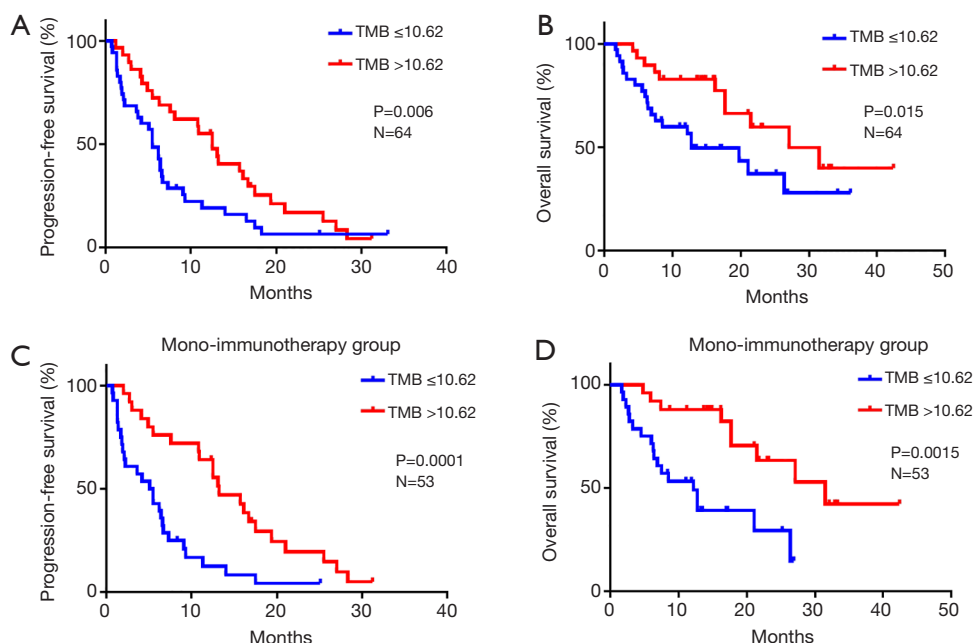 A
Progression-free survival (%)
100
50
0
0 10 20 30 40
Months
TMB ≤10.62
TMB >10.62
P=0.006
N=64
B
Overall survival (%)
100
50
0
0 10 20 30 40 50
Months
TMB ≤10.62
TMB >10.62
P=0.015
N=64
C
Mono-immunotherapy group
Progression-free survival (%)
100
50
0
0 10 20 30 40
Months
TMB ≤10.62
TMB >10.62
P=0.0001
N=53
D
Mono-immunotherapy group
Overall survival (%)
100
50
0
0 10 20 30 40 50
Months
TMB ≤10.62
TMB >10.62
P=0.0015
N=53